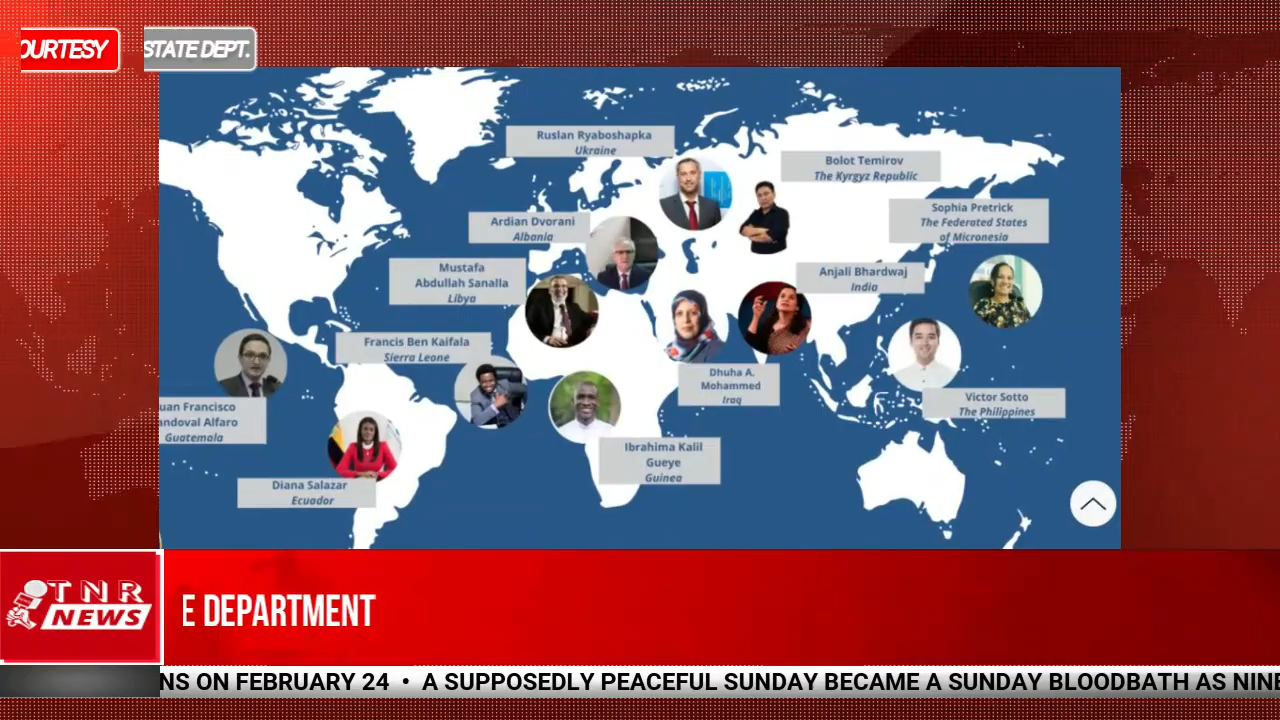 OURTESY
STATE DEPT.
Ruslan Ryaboshapka
Ukraine
Bolot Temirov
The Kyrgyz Republic
Sophia Pretrick
The Federated States
of Micronesia
Ardian Dvorani
Albania
Mustafa
Abdullah Sanalla
Libya
Anjali Bhardwaj
India
Francis Ben Kaifala
Sierra Leone
Dhuha A.
Mohammed
Iraq
Victor Sotto
The Philippines
uan Francisco
andoval Alfaro
Guatemala
Ibrahima Kalil
Gueye
Guinea
Diana Salazar
Ecuador
TNR
NEWS
E DEPARTMENT
NS ON FEBRUARY 24 • A SUPPOSEDLY PEACEFUL SUNDAY BECAME A SUNDAY BLOODBATH AS NINE